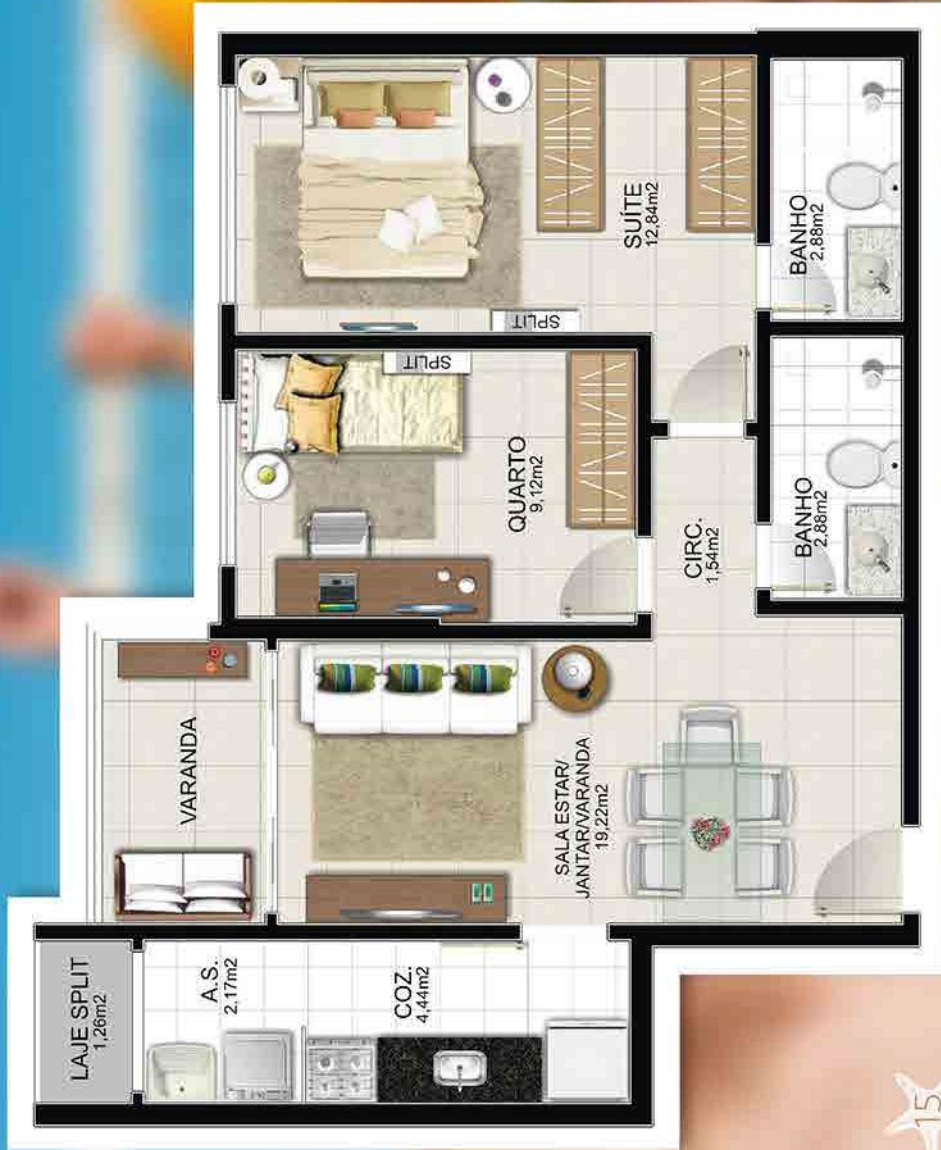 LAJE SPLIT
1,26m2
A.S.
2,17m2
COZ.
4,44m2
VARANDA
SALA ESTAR/
JANTAR/VARANDA
19,22m2
QUARTO
9,12m2
SPLIT
SUÍTE
12,84m2
SPLIT
CIRC.
1,54m2
BANHO
2,88m2
BANHO
2,88m2
15